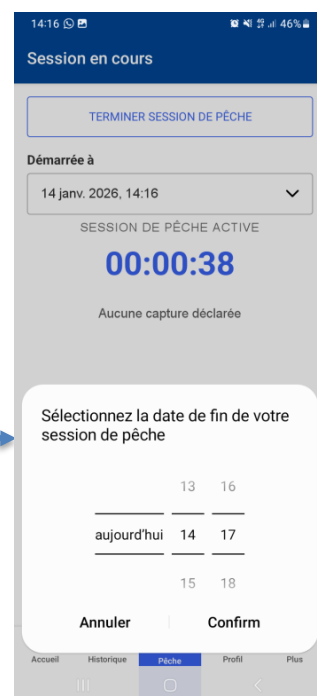 14:16 46%
Session en cours
TERMINER SESSION DE PÊCHE
Démarrée à
14 janv. 2026, 14:16
SESSION DE PÊCHE ACTIVE
00:00:38
Aucune capture déclarée
Sélectionnez la date de fin de votre
session de pêche
13 16
aujourd'hui 14 17
15 18
Annuler Confirm
Accueil Historique Pêche Profil Plus